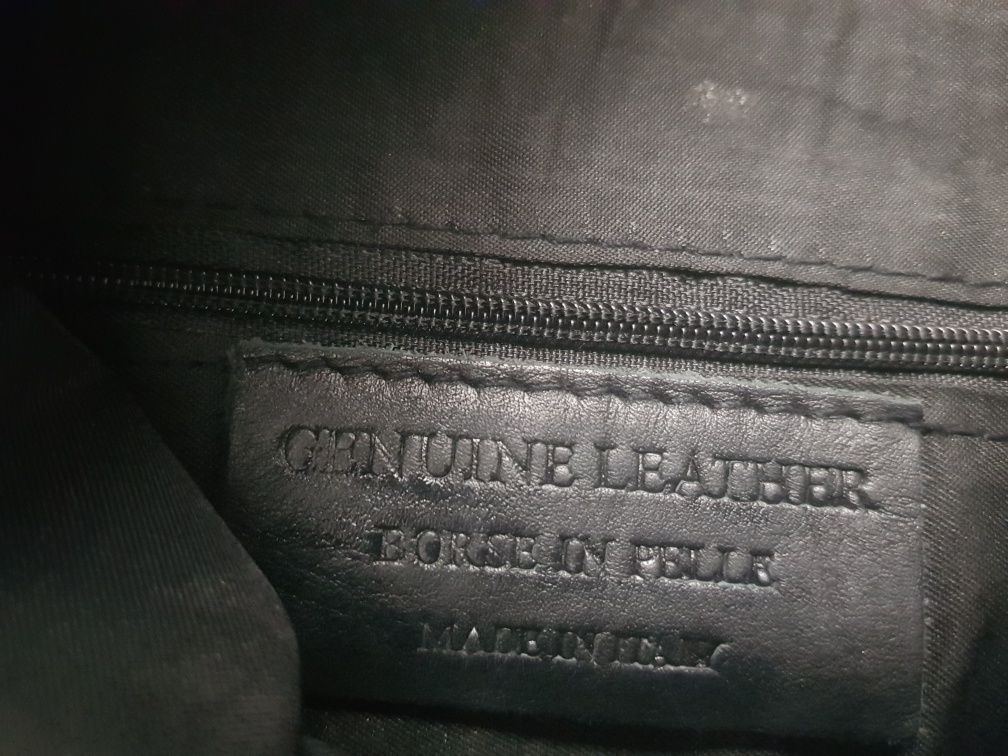 GENUINE LEATHER
BORSE IN PELLE
MADE IN ITALY